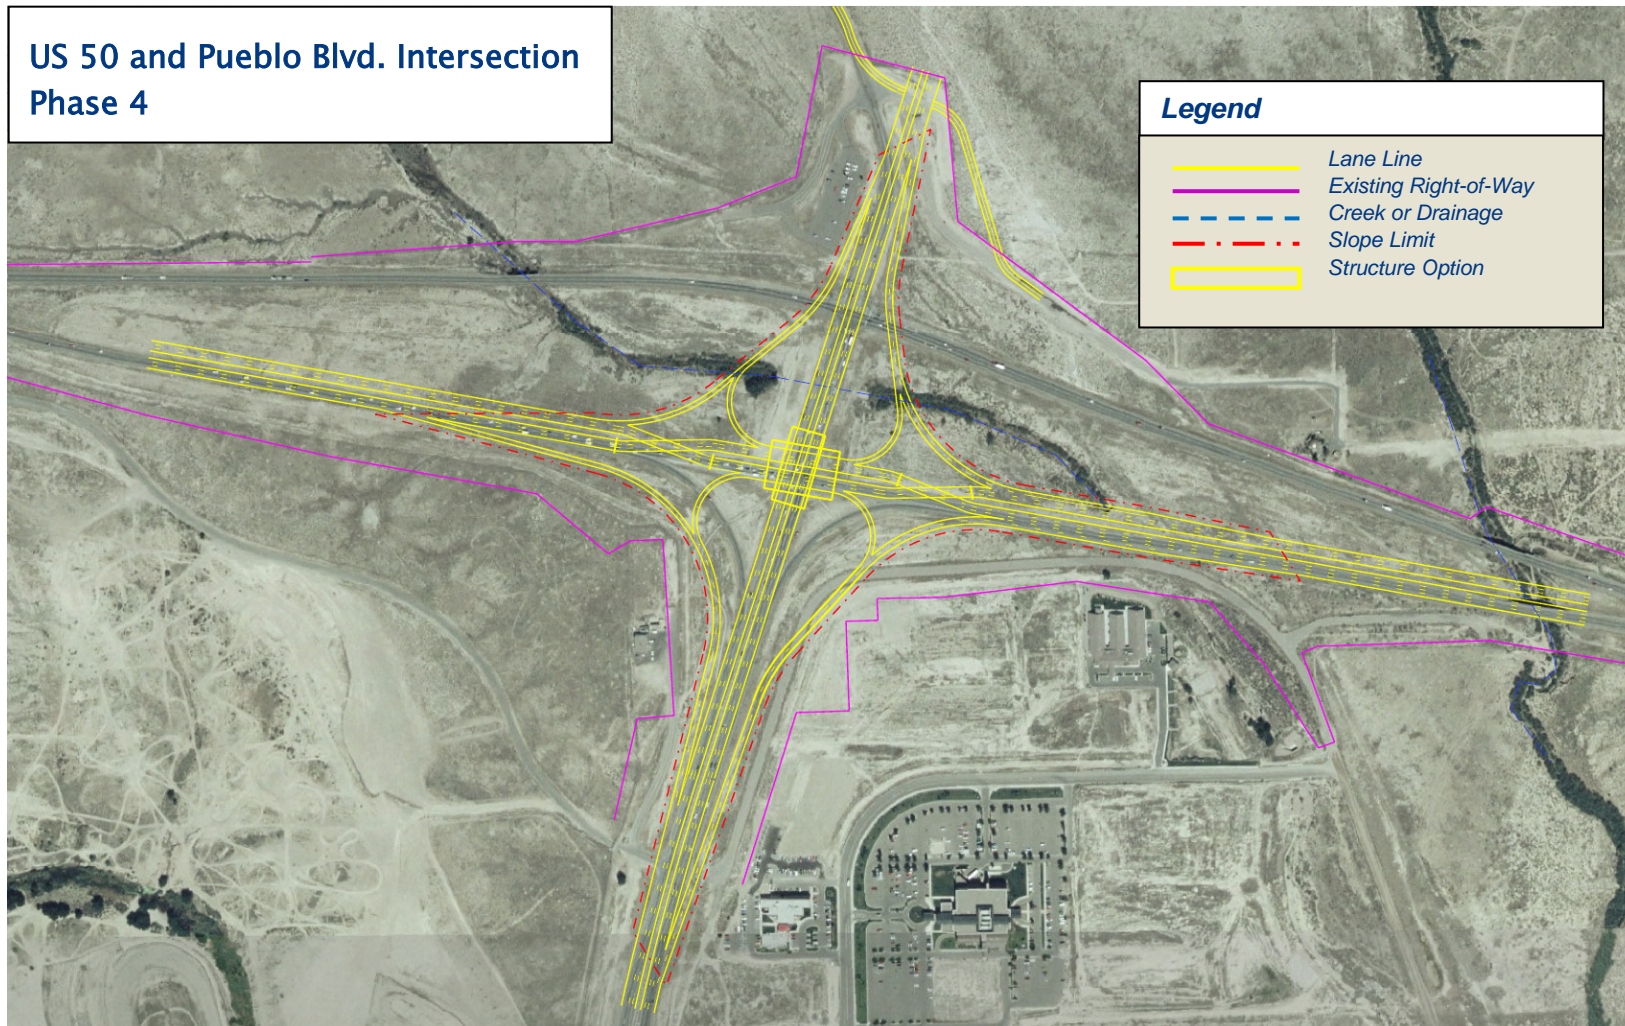 US 50 and Pueblo Blvd. Intersection
Phase 4
Legend
Lane Line
Existing Right-of-Way
Creek or Drainage
Slope Limit
Structure Option